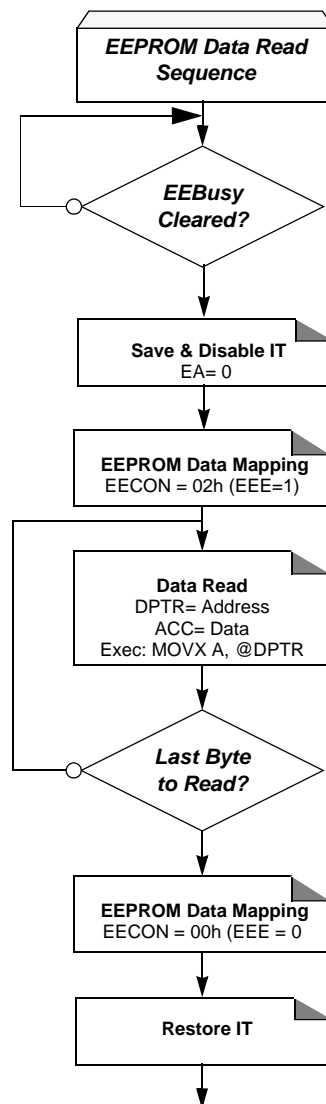 EEPROM Data Read
Sequence
EEBusy
Cleared?
Save & Disable IT
EA= 0
EEPROM Data Mapping
EECON = 02h (EEE=1)
Data Read
DPTR= Address
ACC= Data
Exec: MOVX A, @DPTR
Last Byte
to Read?
EEPROM Data Mapping
EECON = 00h (EEE = 0
Restore IT